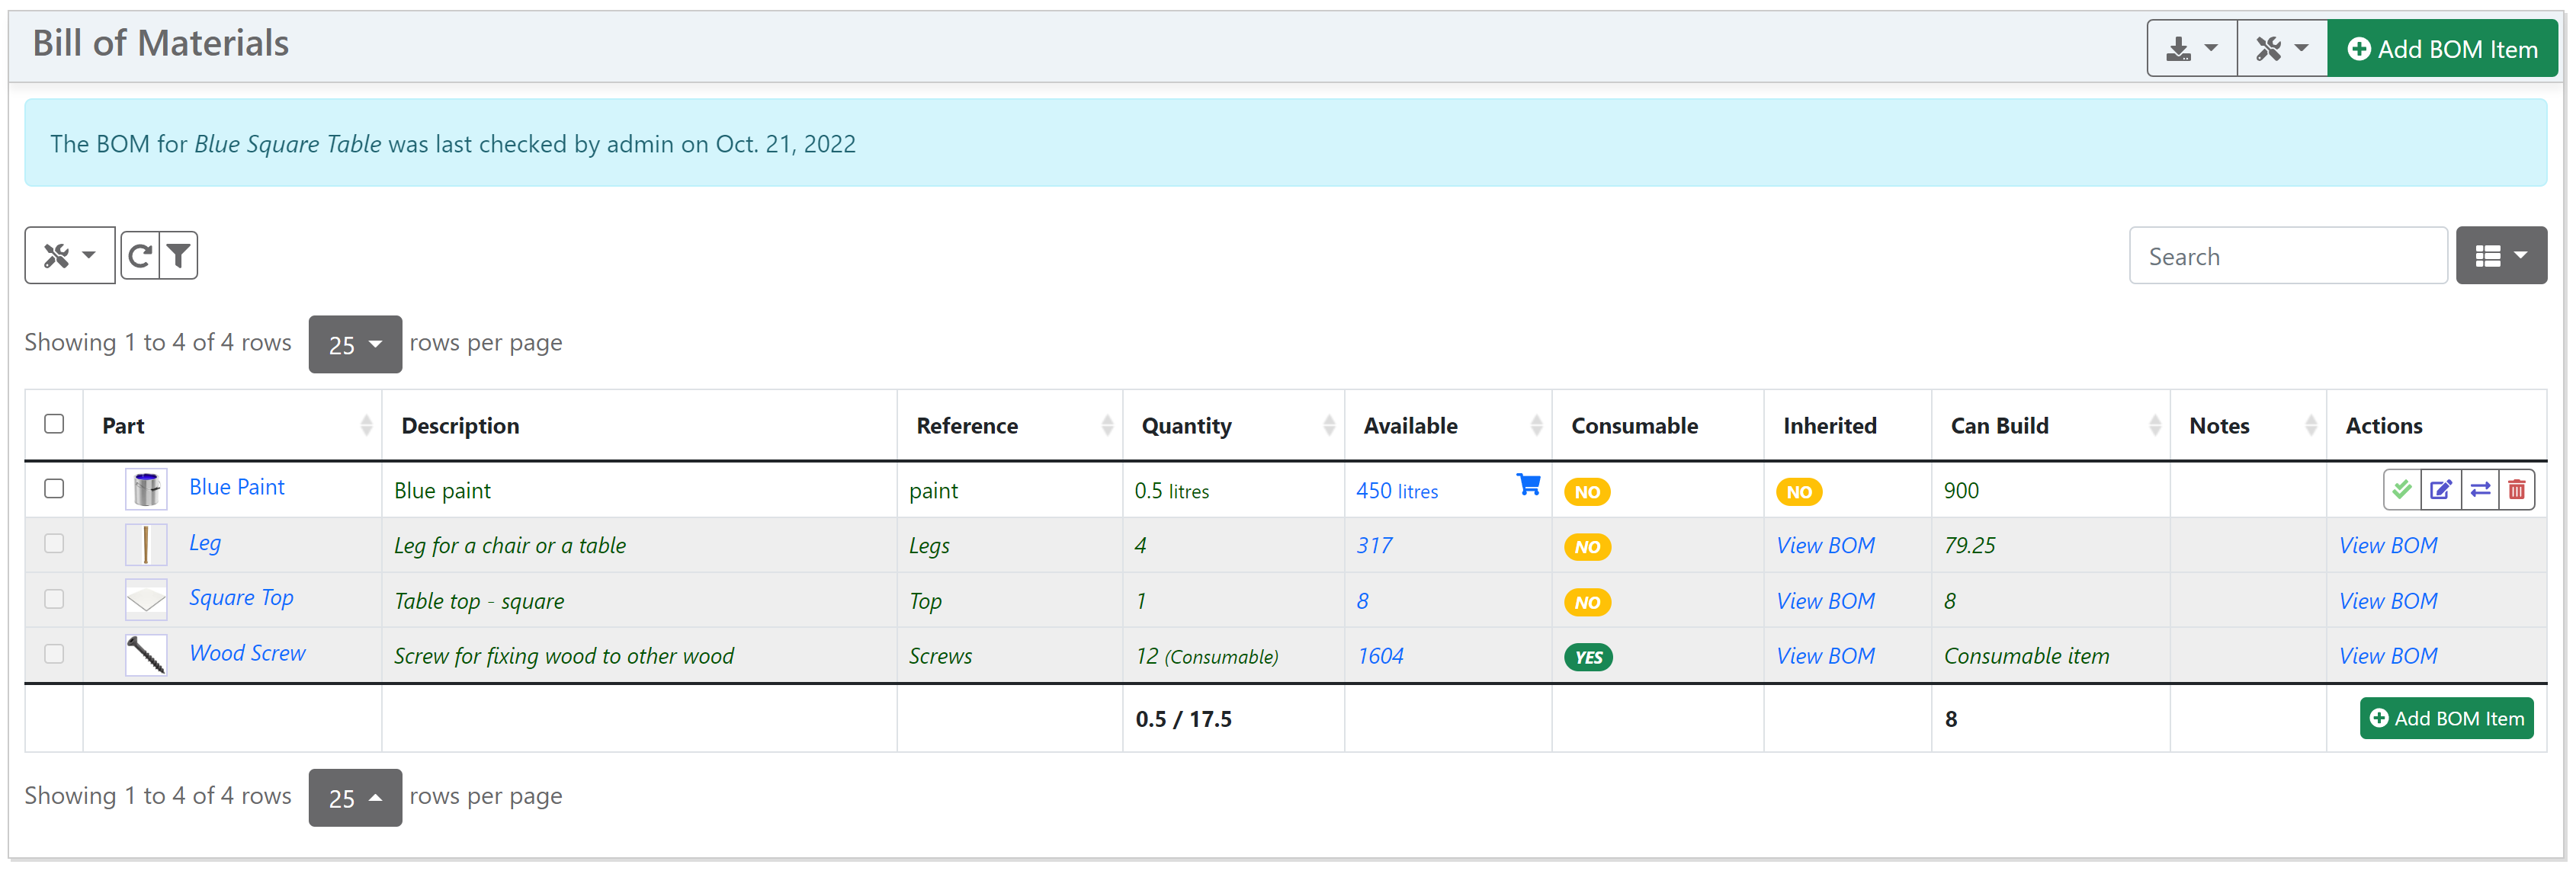 Bill of Materials
Add BOM Item
The BOM for Blue Square Table was last checked by admin on Oct. 21, 2022
Search
Showing 1 to 4 of 4 rows 25 rows per page
Part Description Reference Quantity Available Consumable Inherited Can Build Notes Actions
Blue Paint Blue paint paint 0.5 litres 450 litres NO NO 900
Leg Leg for a chair or a table Legs 4 317 NO View BOM 79.25 View BOM
Square Top Table top - square Top 1 8 NO View BOM 8 View BOM
Wood Screw Screw for fixing wood to other wood Screws 12 (Consumable) 1604 YES View BOM Consumable item View BOM
0.5 / 17.5 8 Add BOM Item
Showing 1 to 4 of 4 rows 25 rows per page